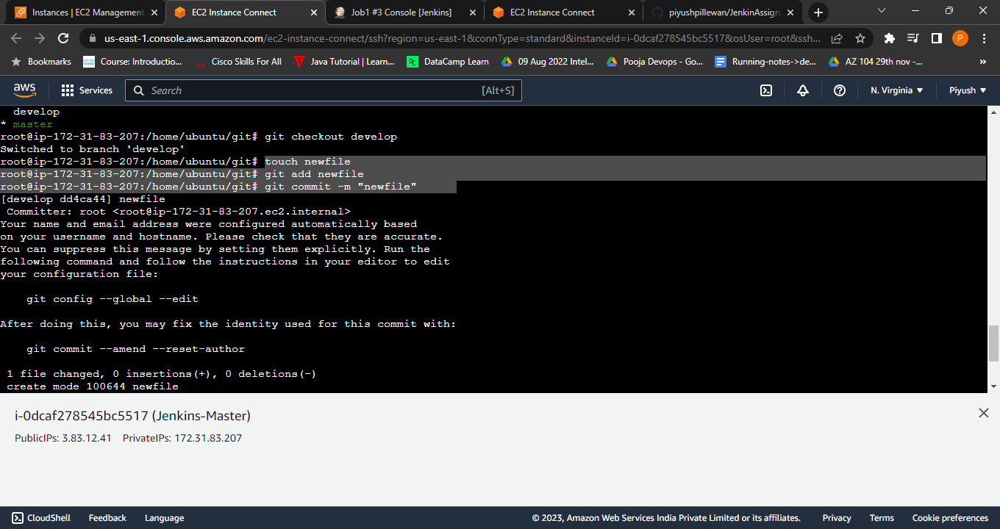 Instances | EC2 Management
EC2 Instance Connect
Job1 #3 Console [Jenkins]
EC2 Instance Connect
piyushpillewan/JenkinAssign
us-east-1.console.aws.amazon.com/ec2-instance-connect/ssh?region=us-east-1&connType=standard&instanceId=i-0dcaf278545bc5517&osUser=root&ssh...
P
Bookmarks
Course: Introductio...
Cisco Skills For All
Java Tutorial | Learn...
DataCamp Learn
09 Aug 2022 Intel...
Pooja Devops - Go...
Running-notes->de...
AZ 104 29th nov -...
»
aws
Services
Search
[Alt+S]
N. Virginia
Piyush
develop
* master
root@ip-172-31-83-207:/home/ubuntu/git# git checkout develop
Switched to branch 'develop'
root@ip-172-31-83-207:/home/ubuntu/git# touch newfile
root@ip-172-31-83-207:/home/ubuntu/git# git add newfile
root@ip-172-31-83-207:/home/ubuntu/git# git commit -m "newfile"
[develop dd4ca44] newfile
Committer: root <root@ip-172-31-83-207.ec2.internal>
Your name and email address were configured automatically based
on your username and hostname. Please check that they are accurate.
You can suppress this message by setting them explicitly. Run the
following command and follow the instructions in your editor to edit
your configuration file:
git config --global --edit
After doing this, you may fix the identity used for this commit with:
git commit --amend --reset-author
1 file changed, 0 insertions(+), 0 deletions(-)
create mode 100644 newfile
i-0dcaf278545bc5517 (Jenkins-Master)
PublicIPs: 3.83.12.41 PrivateIPs: 172.31.83.207
CloudShell
Feedback
Language
© 2023, Amazon Web Services India Private Limited or its affiliates.
Privacy
Terms
Cookie preferences